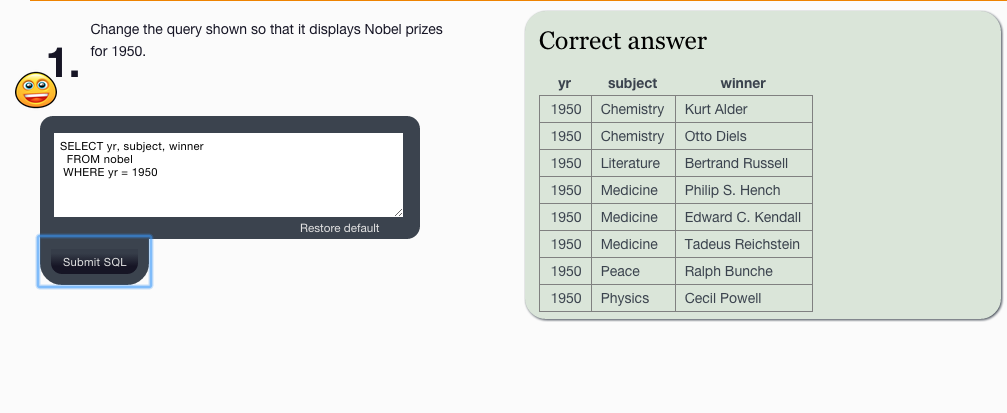 1.
Change the query shown so that it displays Nobel prizes
for 1950.
SELECT yr, subject, winner
FROM nobel
WHERE yr = 1950
Restore default
Submit SQL
Correct answer
yr subject winner
1950 Chemistry Kurt Alder
1950 Chemistry Otto Diels
1950 Literature Bertrand Russell
1950 Medicine Philip S. Hench
1950 Medicine Edward C. Kendall
1950 Medicine Tadeus Reichstein
1950 Peace Ralph Bunche
1950 Physics Cecil Powell